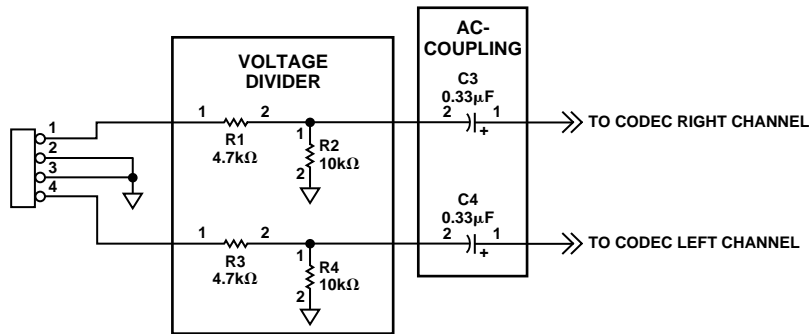 AC-
COUPLING
VOLTAGE
DIVIDER
C3
0.33μF
1
1 2
2 1
TO CODEC RIGHT CHANNEL
1
R1
4.7kΩ
R2
10kΩ
2
2
3
4
C4
0.33μF
1 2
2 1
TO CODEC LEFT CHANNEL
1
R3
4.7kΩ
R4
10kΩ
2